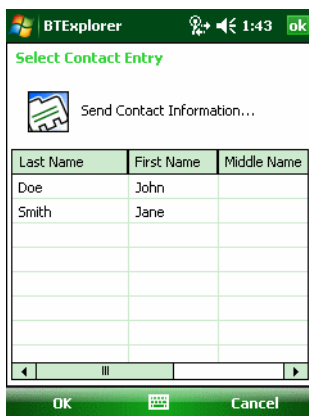 BTExplorer 1:43 ok
Select Contact Entry
Send Contact Information...
Last Name First Name Middle Name
Doe John
Smith Jane
OK Cancel